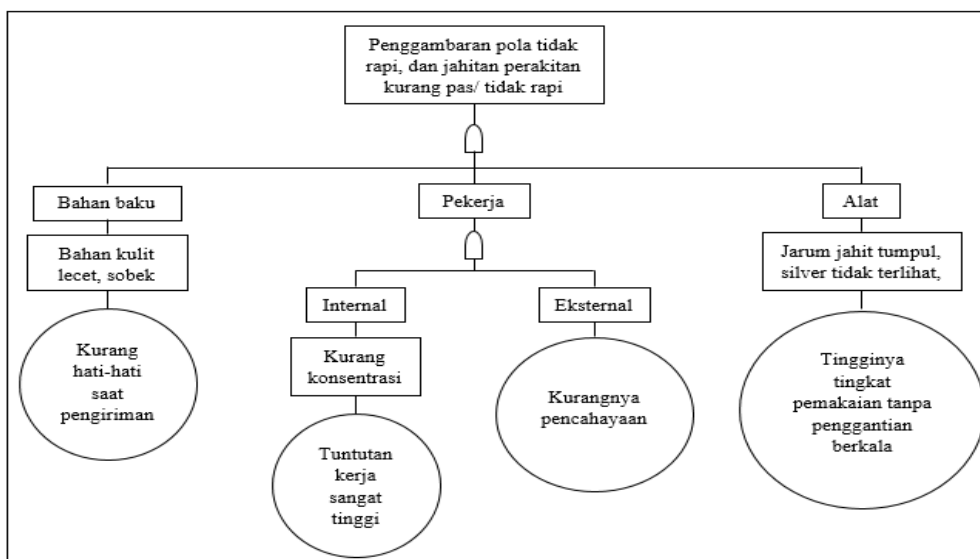 Penggambaran pola tidak
rapi, dan jahitan perakitan
kurang pas/ tidak rapi
Bahan baku
Pekerja
Alat
Bahan kulit
lecet, sobek
Jarum jahit tumpul,
silver tidak terlihat,
Internal
Eksternal
Kurang
hati-hati
saat
pengiriman
Kurang
konsentrasi
Kurangnya
pencahayaan
Tingginya
tingkat
pemakaian tanpa
penggantian
berkala
Tuntutan
kerja
sangat
tinggi